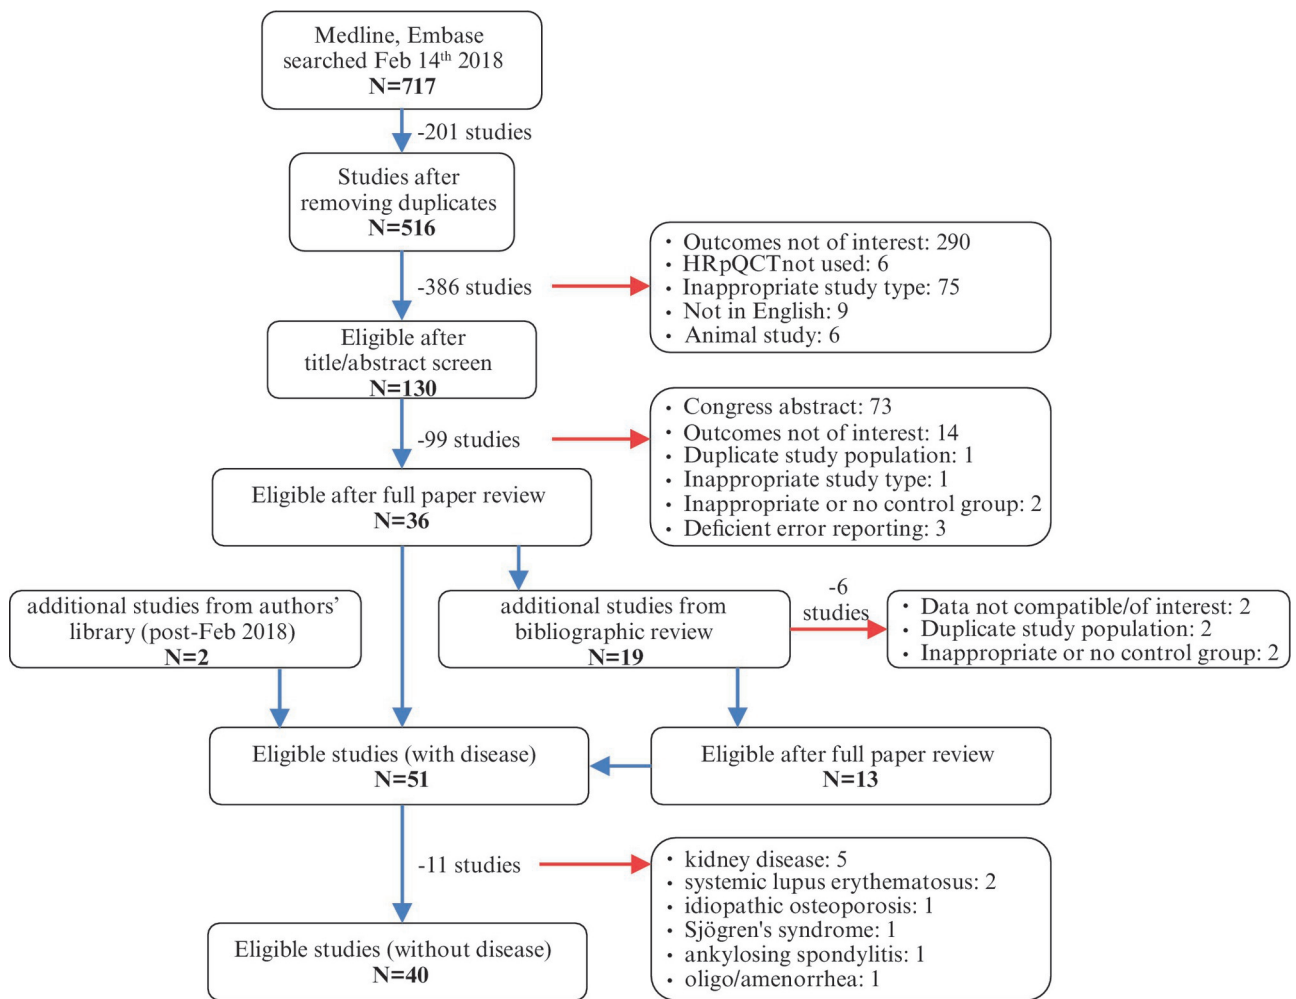 Medline, Embase
searched Feb 14th 2018
N=717
-201 studies
Studies after
removing duplicates
N=516
-386 studies
• Outcomes not of interest: 290
• HRpQCTnot used: 6
• Inappropriate study type: 75
• Not in English: 9
• Animal study: 6
Eligible after
title/abstract screen
N=130
-99 studies
• Congress abstract: 73
• Outcomes not of interest: 14
• Duplicate study population: 1
• Inappropriate study type: 1
• Inappropriate or no control group: 2
• Deficient error reporting: 3
Eligible after full paper review
N=36
additional studies from authors’
library (post-Feb 2018)
N=2
additional studies from
bibliographic review
N=19
-6
studies
• Data not compatible/of interest: 2
• Duplicate study population: 2
• Inappropriate or no control group: 2
Eligible studies (with disease)
N=51
Eligible after full paper review
N=13
-11 studies
• kidney disease: 5
• systemic lupus erythematosus: 2
• idiopathic osteoporosis: 1
• Sjögren's syndrome: 1
• ankylosing spondylitis: 1
• oligo/amenorrhea: 1
Eligible studies (without disease)
N=40